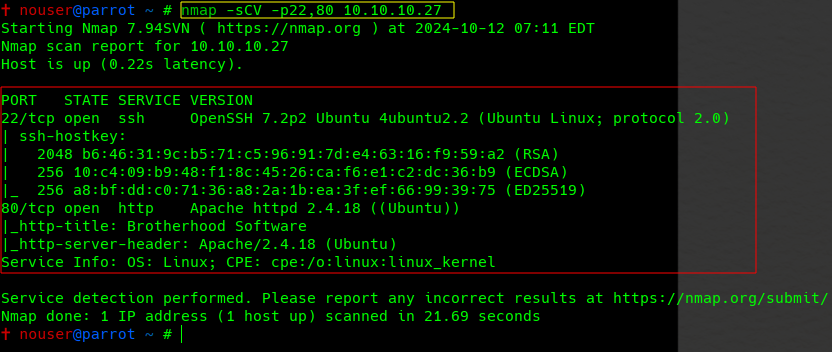 ✝ nouser@parrot ~ # nmap -sCV -p22,80 10.10.10.27
Starting Nmap 7.94SVN ( https://nmap.org ) at 2024-10-12 07:11 EDT
Nmap scan report for 10.10.10.27
Host is up (0.22s latency).
PORT   STATE SERVICE VERSION
22/tcp open  ssh     OpenSSH 7.2p2 Ubuntu 4ubuntu2.2 (Ubuntu Linux; protocol 2.0)
| ssh-hostkey:
|   2048 b6:46:31:9c:b5:71:c5:96:91:7d:e4:63:16:f9:59:a2 (RSA)
|   256 10:c4:09:b9:48:f1:8c:45:26:ca:f6:e1:c2:dc:36:b9 (ECDSA)
|_  256 a8:bf:dd:c0:71:36:a8:2a:1b:ea:3f:ef:66:99:39:75 (ED25519)
80/tcp open  http    Apache httpd 2.4.18 ((Ubuntu))
|_http-title: Brotherhood Software
|_http-server-header: Apache/2.4.18 (Ubuntu)
Service Info: OS: Linux; CPE: cpe:/o:linux:linux_kernel
Service detection performed. Please report any incorrect results at https://nmap.org/submit/
Nmap done: 1 IP address (1 host up) scanned in 21.69 seconds
✝ nouser@parrot ~ #